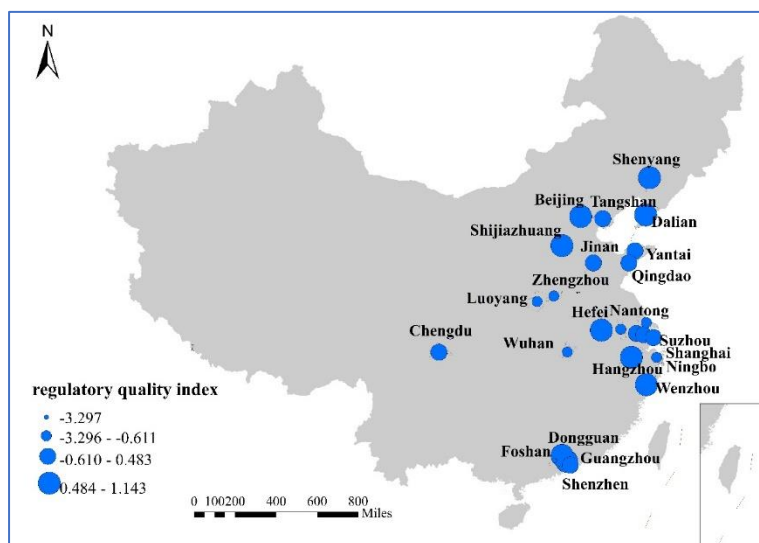 N
Shenyang
Beijing
Tangshan
Dalian
Shijiazhuang
Jinan
Yantai
Qingdao
Zhengzhou
Luoyang
Hefei
Nantong
Chengdu
Wuhan
Suzhou
Shanghai
Ningbo
Hangzhou
Wenzhou
Dongguan
Foshan
Guangzhou
Shenzhen
regulatory quality index
-3.297
-3.296 - -0.611
-0.610 - 0.483
0.484 - 1.143
0 100200 400 600 800
Miles